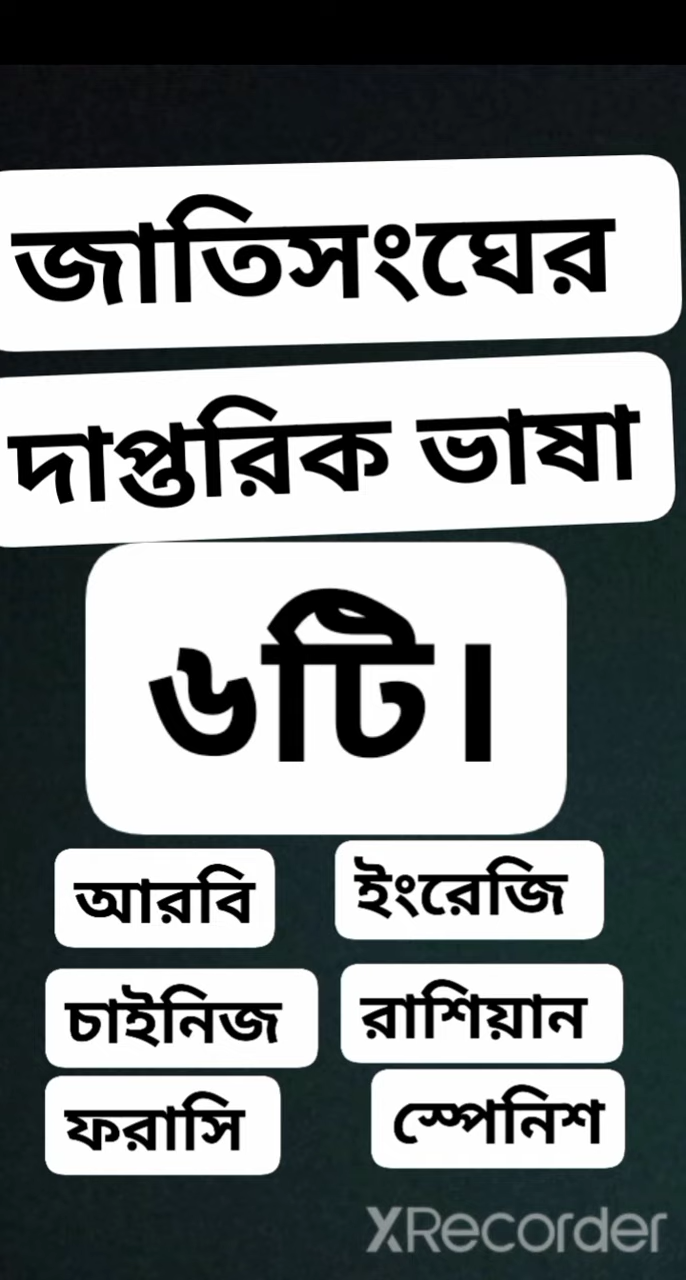 জাতিসংঘের
দাপ্তরিক ভাষা
৬টি।
আরবি ইংরেজি
চাইনিজ রাশিয়ান
ফরাসি স্পেনিশ
XRecorder